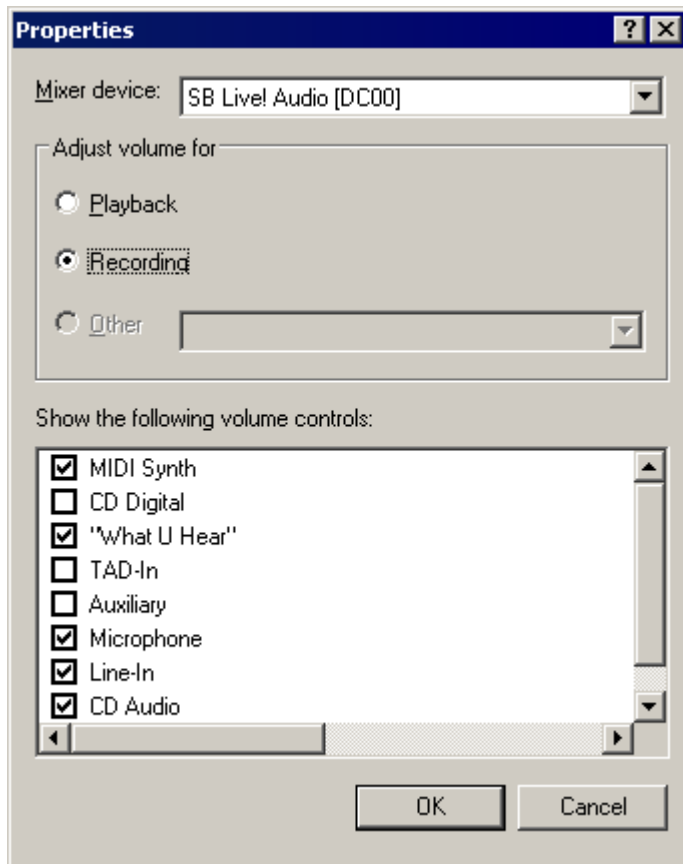 Properties
Mixer device: SB Live! Audio [DC00]
Adjust volume for
Playback
Recording
Other
Show the following volume controls:
MIDI Synth
CD Digital
"What U Hear"
TAD-In
Auxiliary
Microphone
Line-In
CD Audio
OK Cancel